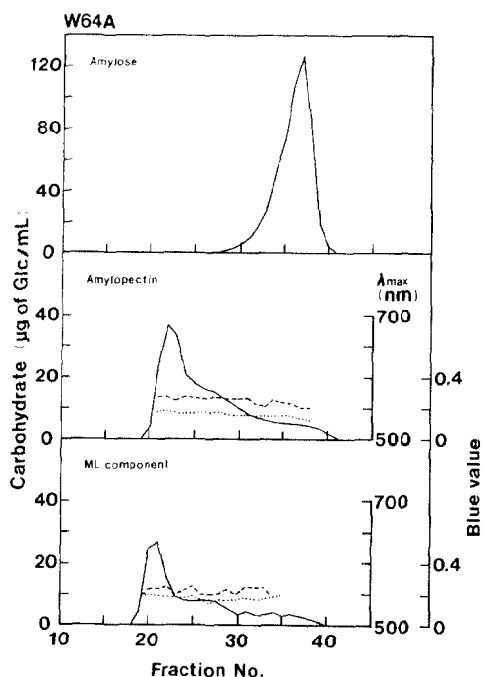 W64A
Amylose
120
80
40
0
Carbohydrate (µg of Glc/mL)
Amylopectin
λmax
(nm)
40
20
0
700
500
0.4
0
ML component
40
20
0
700
500
0.4
0
Blue value
10
20
30
40
Fraction No.